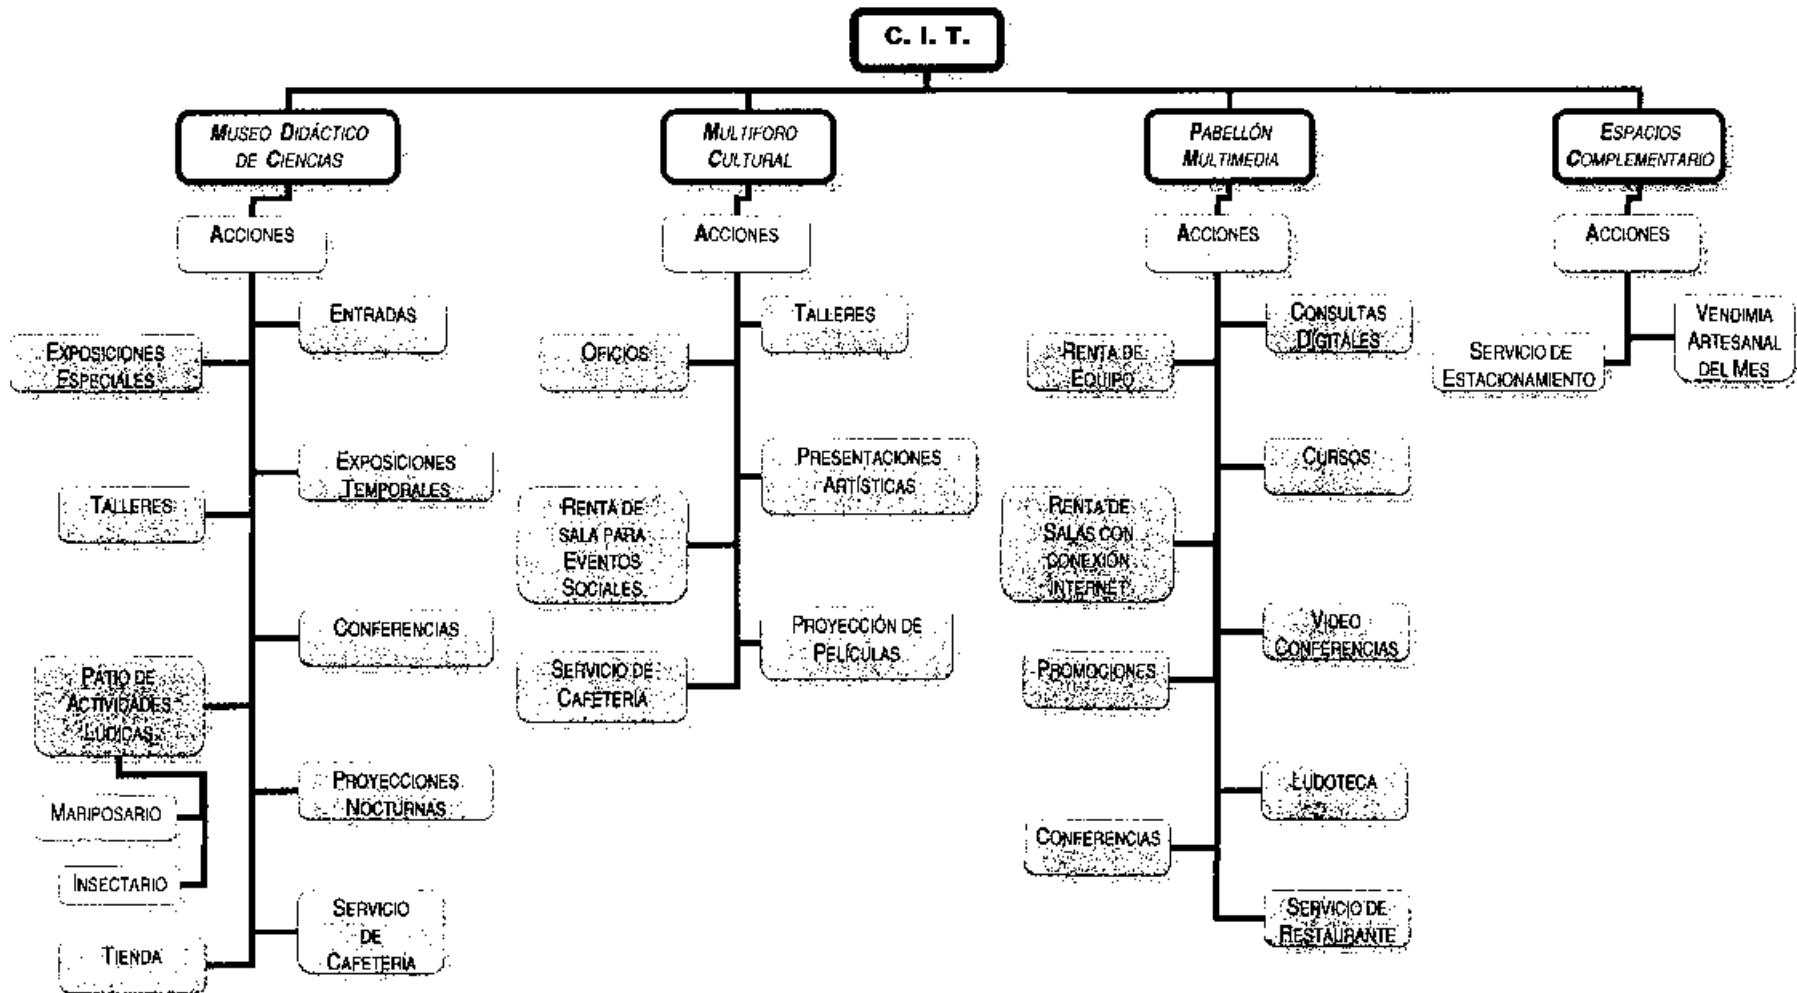 C. I. T.
MUSEO DIDÁCTICO
DE CIENCIAS
ACCIONES
ENTRADAS
EXPOSICIONES
ESPECIALES
EXPOSICIONES
TEMPORALES
TALLERES
CONFERENCIAS
PATIO DE
ACTIVIDADES
LÚDICAS
MARIPOSARIO
INSECTARIO
PROYECCIONES
NOCTURNAS
SERVICIO
DE
CAFETERÍA
TIENDA
MULTIFORO
CULTURAL
ACCIONES
TALLERES
OFICIOS
PRESENTACIONES
ARTÍSTICAS
RENTA DE
SALA PARA
EVENTOS
SOCIALES
PROYECCIÓN DE
PELÍCULAS
SERVICIO DE
CAFETERÍA
PABELLÓN
MULTIMEDIA
ACCIONES
CONSULTAS
DIGITALES
RENTA DE
EQUIPO
CURSOS
RENTA DE
SALAS CON
CONEXIÓN
INTERNET
VIDEO
CONFERENCIAS
PROMOCIONES
LUDOTECA
CONFERENCIAS
SERVICIO DE
RESTAURANTE
ESPACIOS
COMPLEMENTARIO
ACCIONES
VENDIMIA
ARTESANAL
DEL MES
SERVICIO DE
ESTACIONAMIENTO